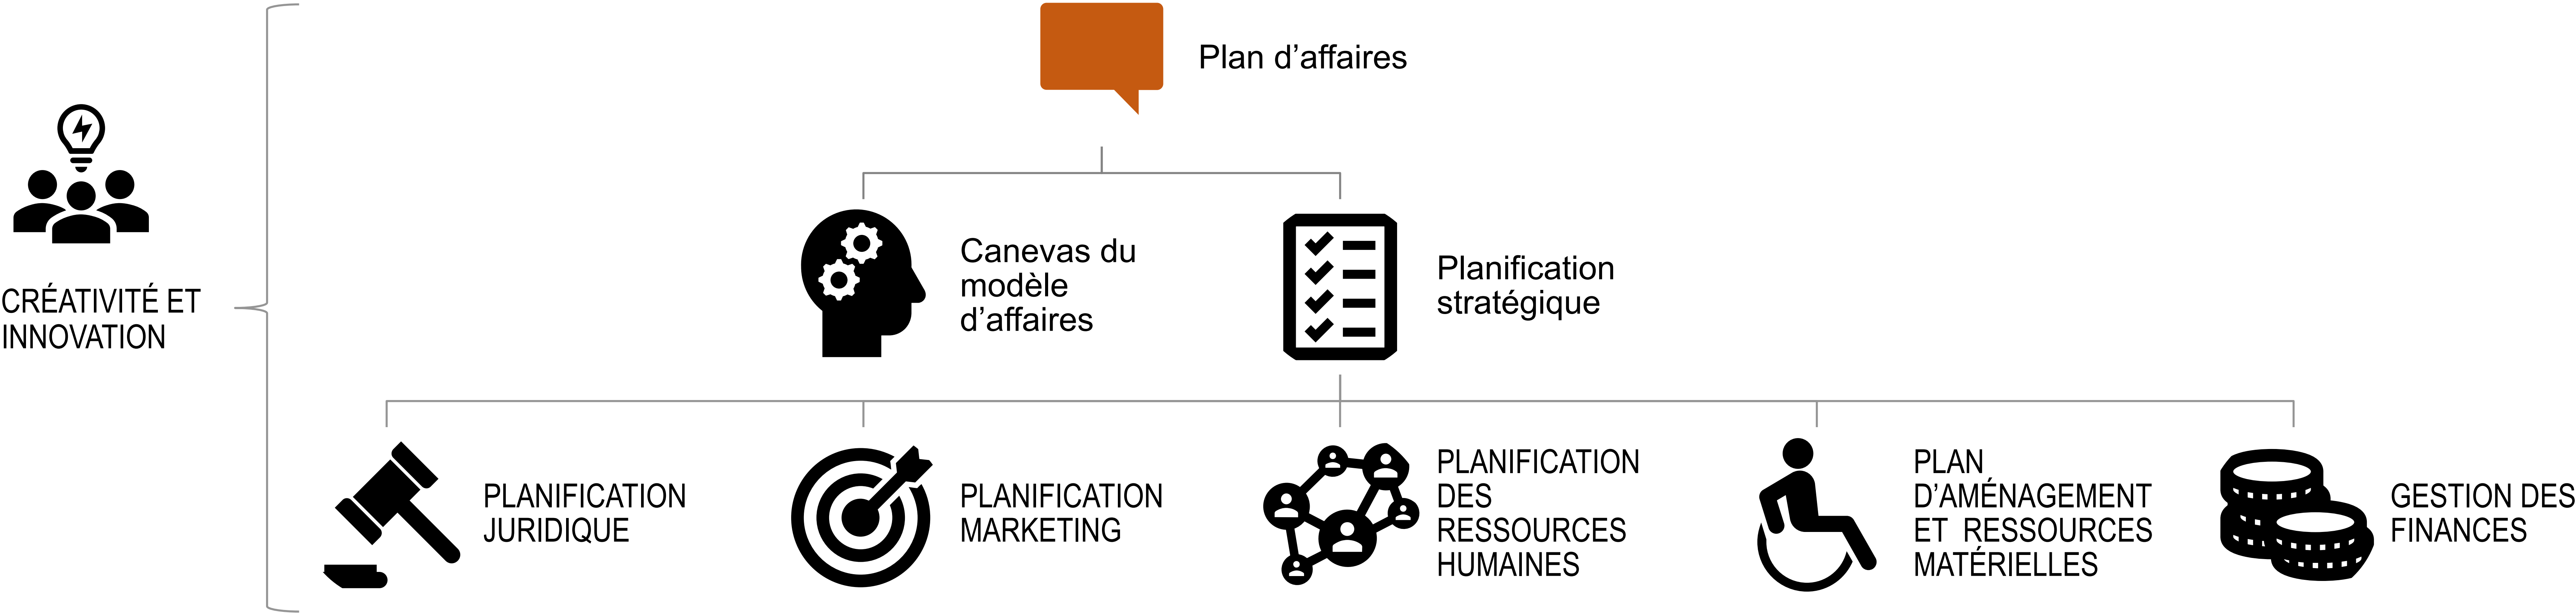 Plan d’affaires
CRÉATIVITÉ ET
INNOVATION
Canevas du
modèle
d’affaires
Planification
stratégique
PLANIFICATION
JURIDIQUE
PLANIFICATION
MARKETING
PLANIFICATION
DES
RESSOURCES
HUMAINES
PLAN
D’AMÉNAGEMENT
ET RESSOURCES
MATÉRIELLES
GESTION DES
FINANCES